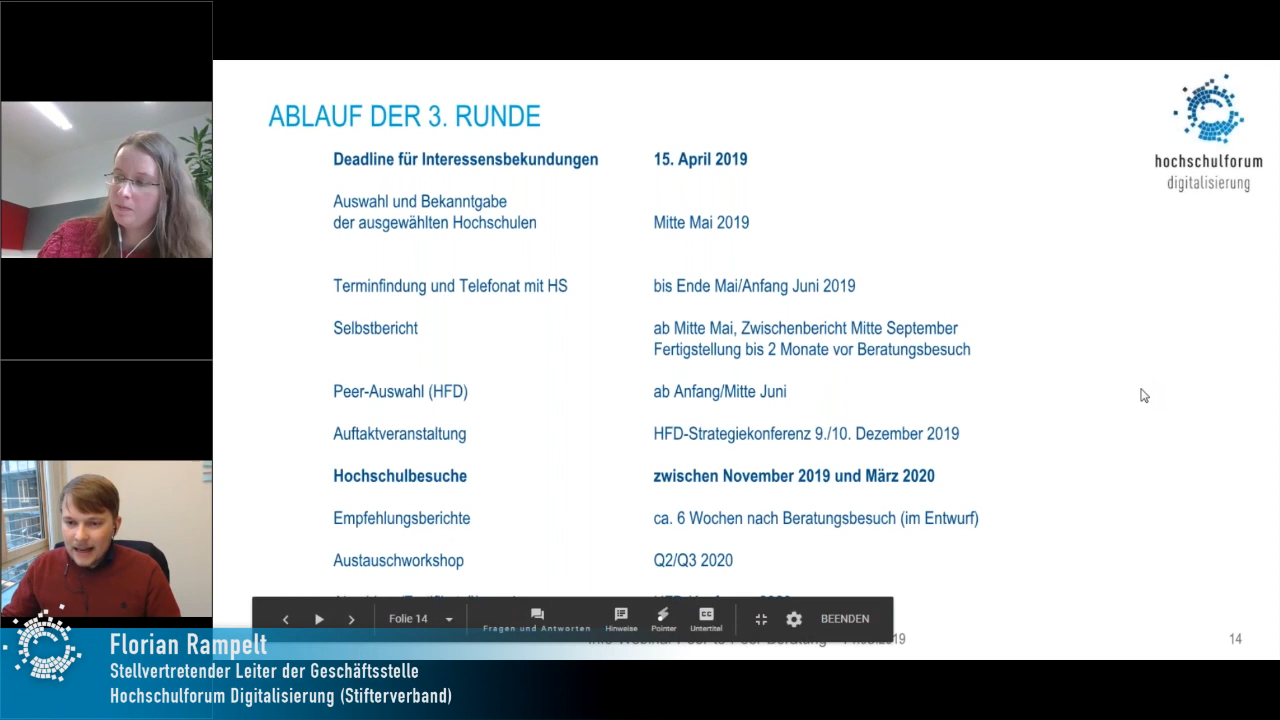 ABLAUF DER 3. RUNDE
hochschulforum
digitalisierung
Deadline für Interessensbekundungen 15. April 2019
Auswahl und Bekanntgabe
der ausgewählten Hochschulen Mitte Mai 2019
Terminfindung und Telefonat mit HS bis Ende Mai/Anfang Juni 2019
Selbstbericht ab Mitte Mai, Zwischenbericht Mitte September
Fertigstellung bis 2 Monate vor Beratungsbesuch
Peer-Auswahl (HFD) ab Anfang/Mitte Juni
Auftaktveranstaltung HFD-Strategiekonferenz 9./10. Dezember 2019
Hochschulbesuche zwischen November 2019 und März 2020
Empfehlungsberichte ca. 6 Wochen nach Beratungsbesuch (im Entwurf)
Austauschworkshop Q2/Q3 2020
Folie 14 Fragen und Antworten Hinweise Pointer Untertitel BEENDEN
14
Florian Rampelt
Stellvertretender Leiter der Geschäftsstelle
Hochschulforum Digitalisierung (Stifterverband)